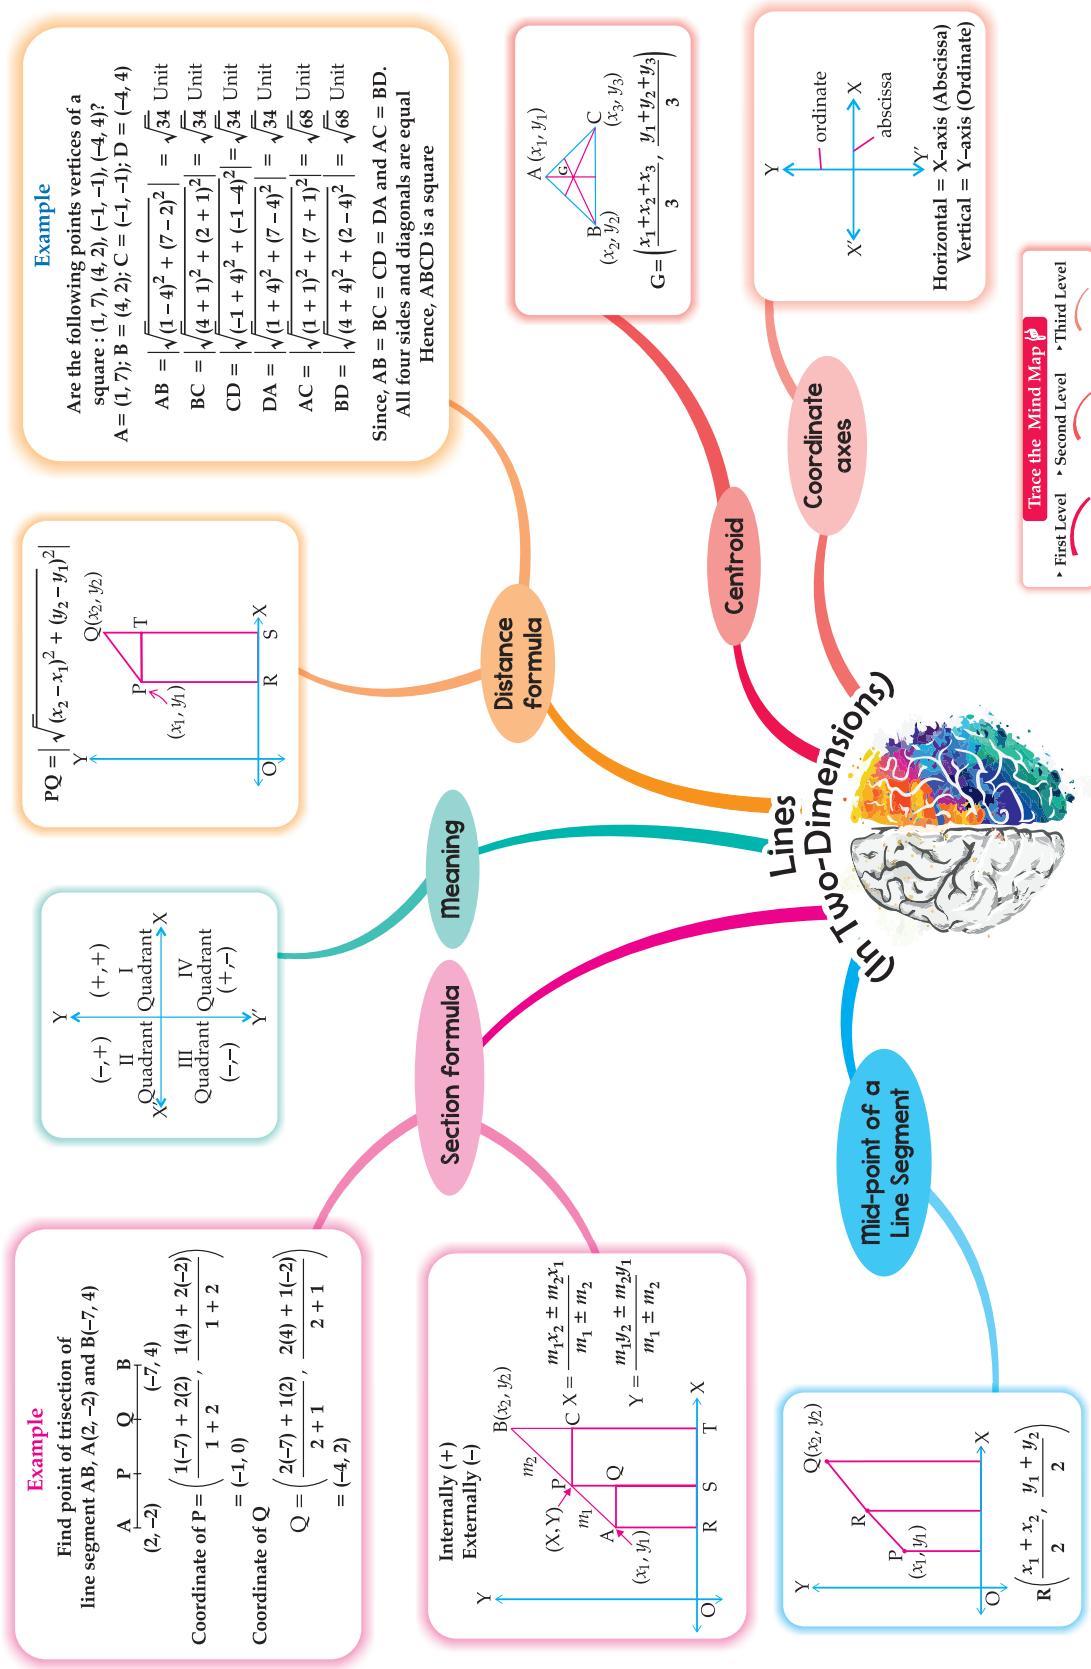 Lines
(In Two-Dimensions)
Section formula
Example
Find point of trisection of
line segment AB, A(2, –2) and B(–7, 4)
A P Q B
(2, –2) (–7, 4)
Coordinate of P = ( 1(–7) + 2(2) / 1 + 2 , 1(4) + 2(–2) / 1 + 2 )
= (–1, 0)
Coordinate of Q
Q = ( 2(–7) + 1(2) / 2 + 1 , 2(4) + 1(–2) / 2 + 1 )
= (–4, 2)
Internally (+)
Externally (–)
Y
B(x₂, y₂)
m₂
P
C
(X, Y)
m₁
A
Q
(x₁, y₁)
O R S T X
X = m₁x₂ ± m₂x₁ / m₁ ± m₂
Y = m₁y₂ ± m₂y₁ / m₁ ± m₂
Meaning
Y
(–,+) (+,+)
II I
Quadrant Quadrant
X' X
III IV
Quadrant Quadrant
(–,–) (+,–)
Y'
Distance
formula
PQ = |√(x₂ – x₁)² + (y₂ – y₁)²|
Y
Q(x₂, y₂)
P T
(x₁, y₁)
O R S X
Example
Are the following points vertices of a
square : (1, 7), (4, 2), (–1, –1), (–4, 4)?
A= (1, 7); B = (4, 2); C = (–1, –1); D = (–4, 4)
AB = |√(1 – 4)² + (7 – 2)²| = √34 Unit
BC = |√(4 + 1)² + (2 + 1)²| = √34 Unit
CD = |√(–1 + 4)² + (–1 –4)²| = √34 Unit
DA = |√(1 + 4)² + (7 – 4)²| = √34 Unit
AC = |√(1 + 1)² + (7 + 1)²| = √68 Unit
BD = |√(4 + 4)² + (2 – 4)²| = √68 Unit
Since, AB = BC = CD = DA and AC = BD.
All four sides and diagonals are equal
Hence, ABCD is a square
Centroid
A (x₁, y₁)
G
B C
(x₂, y₂) (x₃, y₃)
G = ( x₁+x₂+x₃ / 3 , y₁+y₂+y₃ / 3 )
Coordinate
axes
Y
ordinate
X' X
abscissa
Y'
Horizontal = X–axis (Abscissa)
Vertical = Y–axis (Ordinate)
Mid-point of a
Line Segment
Y
Q(x₂, y₂)
R
P
(x₁, y₁)
O X
R ( x₁ + x₂ / 2 , y₁ + y₂ / 2 )
Trace the Mind Map
First Level Second Level Third Level